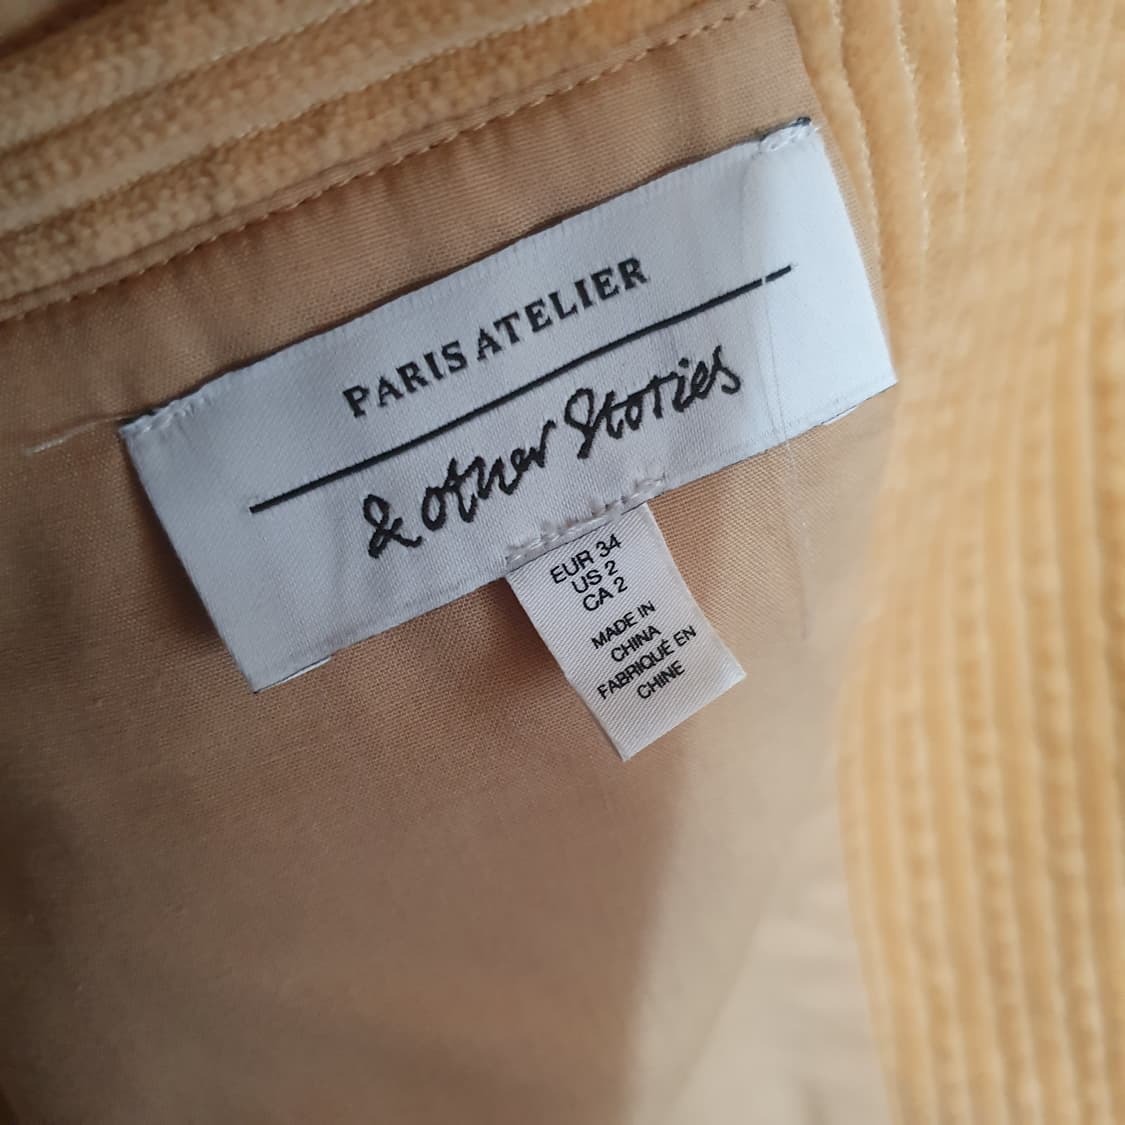 PARIS ATELIER
& other Stories
EUR 34
US 2
CA 2
MADE IN
CHINA
FABRIQUÉ EN
CHINE